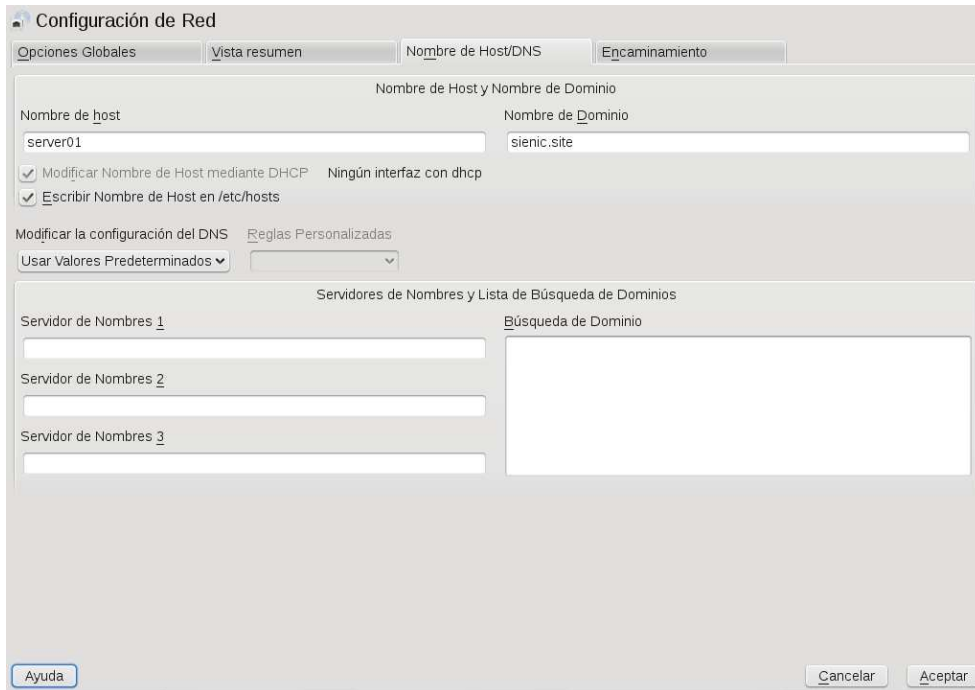 Configuración de Red
Opciones Globales
Vista resumen
Nombre de Host/DNS
Encaminamiento
Nombre de Host y Nombre de Dominio
Nombre de host
Nombre de Dominio
server01
sienic.site
Modificar Nombre de Host mediante DHCP
Ningún interfaz con dhcp
Escribir Nombre de Host en /etc/hosts
Modificar la configuración del DNS
Reglas Personalizadas
Usar Valores Predeterminados
Servidores de Nombres y Lista de Búsqueda de Dominios
Servidor de Nombres 1
Búsqueda de Dominio
Servidor de Nombres 2
Servidor de Nombres 3
Ayuda
Cancelar
Aceptar